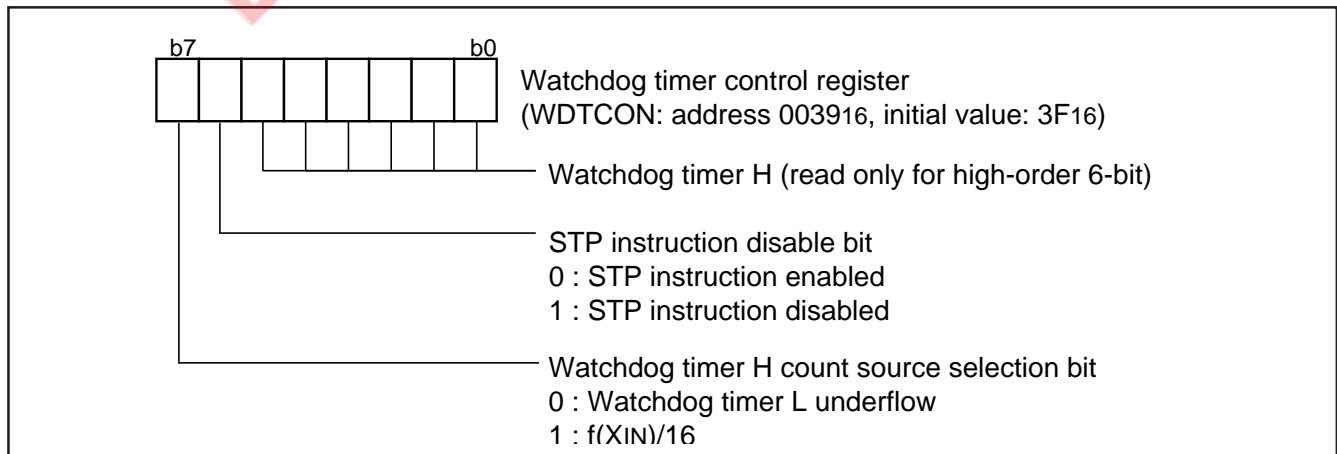 b7 b0
Watchdog timer control register
(WDTCON: address 003916, initial value: 3F16)
Watchdog timer H (read only for high-order 6-bit)
STP instruction disable bit
0 : STP instruction enabled
1 : STP instruction disabled
Watchdog timer H count source selection bit
0 : Watchdog timer L underflow
1 : f(XIN)/16